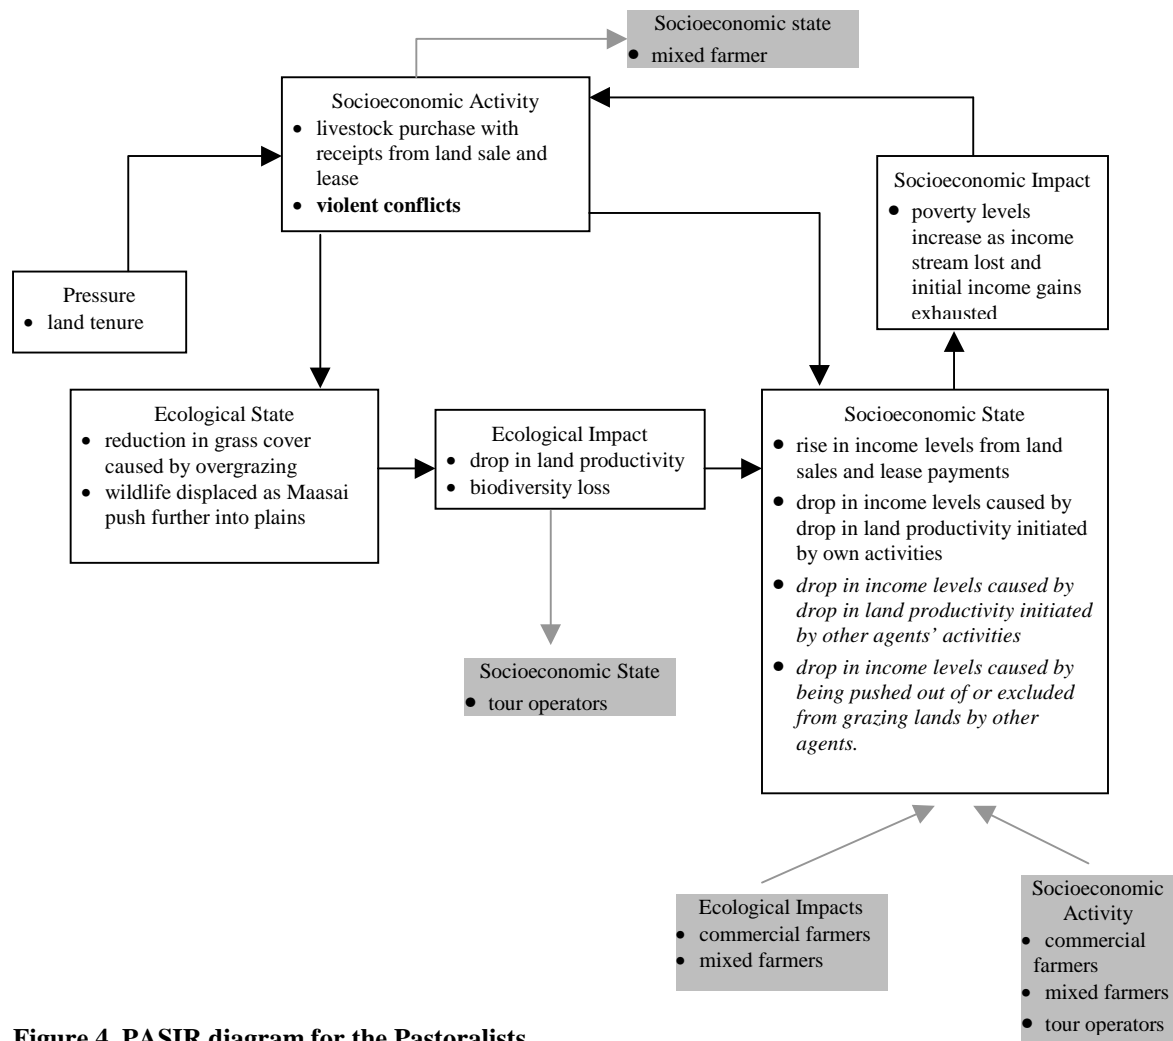 Socioeconomic state
• mixed farmer
Socioeconomic Activity
• livestock purchase with
receipts from land sale and
lease
• violent conflicts
Socioeconomic Impact
• poverty levels
increase as income
stream lost and
initial income gains
exhausted
Pressure
• land tenure
Ecological State
• reduction in grass cover
caused by overgrazing
• wildlife displaced as Maasai
push further into plains
Ecological Impact
• drop in land productivity
• biodiversity loss
Socioeconomic State
• rise in income levels from land
sales and lease payments
• drop in income levels caused by
drop in land productivity initiated
by own activities
• drop in income levels caused by
drop in land productivity initiated
by other agents’ activities
• drop in income levels caused by
being pushed out of or excluded
from grazing lands by other
agents.
Socioeconomic State
• tour operators
Ecological Impacts
• commercial farmers
• mixed farmers
Socioeconomic
Activity
• commercial
farmers
• mixed farmers
• tour operators
Figure 4. PASIR diagram for the Pastoralists